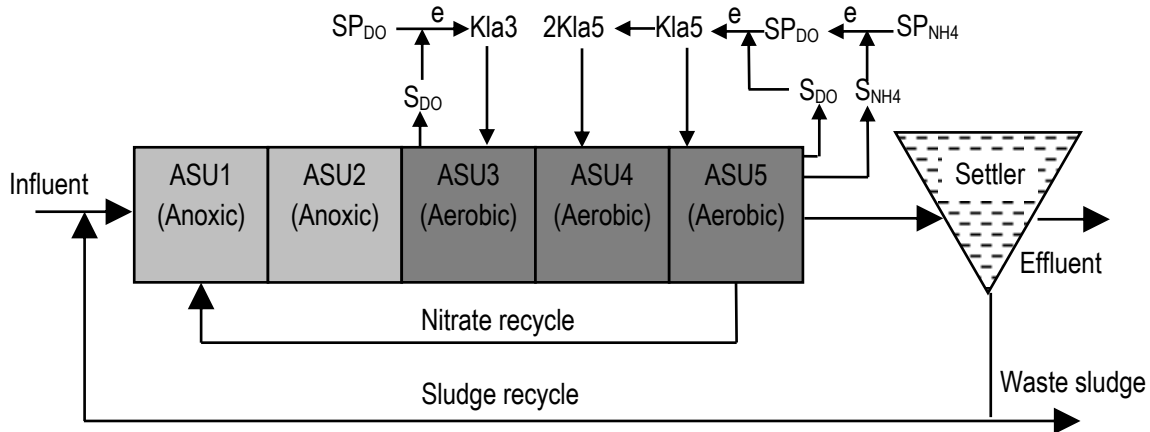 e e e
SP_DO Kla3 2Kla5 Kla5 SP_DO SP_NH4
S_DO S_DO S_NH4
Influent
ASU1
(Anoxic)
ASU2
(Anoxic)
ASU3
(Aerobic)
ASU4
(Aerobic)
ASU5
(Aerobic)
Settler
Effluent
Nitrate recycle
Waste sludge
Sludge recycle